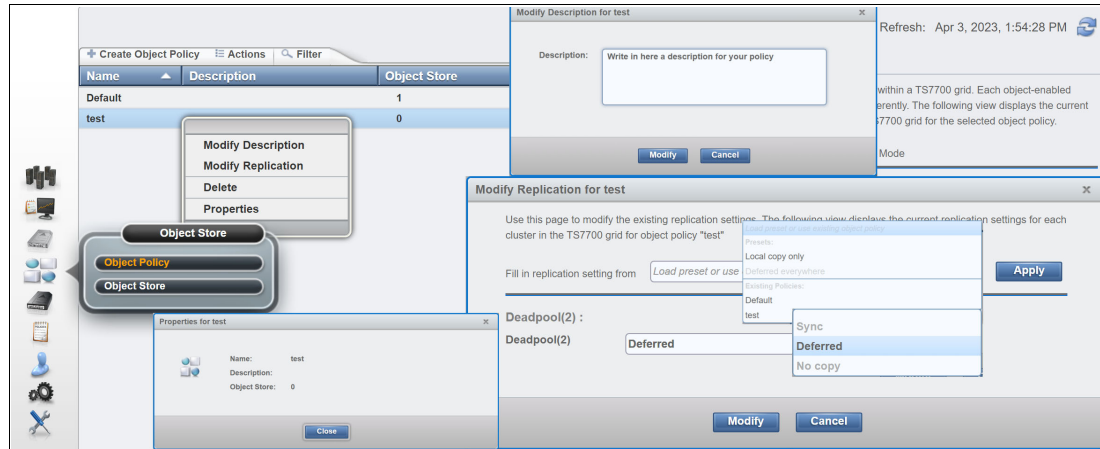 Modify Description for test
Refresh: Apr 3, 2023, 1:54:28 PM
Create Object Policy Actions Filter
Name Description Object Store
Default 1
test 0
Modify Description
Modify Replication
Delete
Properties
Description: Write in here a description for your policy
Modify Cancel
within a TS7700 grid. Each object-enabled
erently. The following view displays the current
7700 grid for the selected object policy.
Mode
Object Store
Object Policy
Object Store
Modify Replication for test
Use this page to modify the existing replication settings. The following view displays the current replication settings for each
cluster in the TS7700 grid for object policy "test"
Fill in replication setting from Load preset or use
Apply
Load preset or use existing object policy
Presets:
Local copy only
Deferred everywhere
Existing Policies:
Default
test
Deadpool(2) :
Deadpool(2) Deferred
Sync
Deferred
No copy
Modify Cancel
Properties for test
Name: test
Description:
Object Store: 0
Close